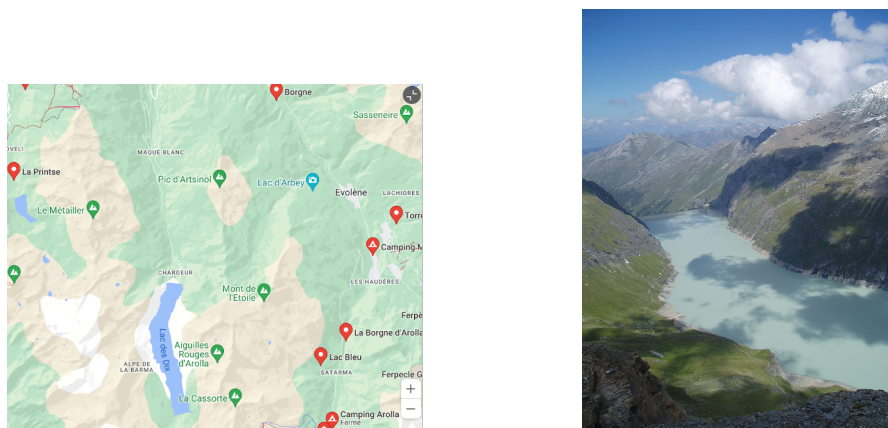 Borgne
Sasseneire
OVELI
MAQUE BLANC
La Printse
Pic d'Artsinol
Lac d'Arbey
Evolène
LACHIORES
Le Métailler
Torre
Camping-M
CHARGEUR
LES HAUDÈRES
Mont de
l'Etoile
Ferpè
La Borgne d'Arolla
Lac des Dix
Aiguilles
Rouges
d'Arolla
Lac Bleu
ALPE DE
LA BARMA
SATARMA
Ferpecle G
La Cassorte
Camping Arolla
Fermé